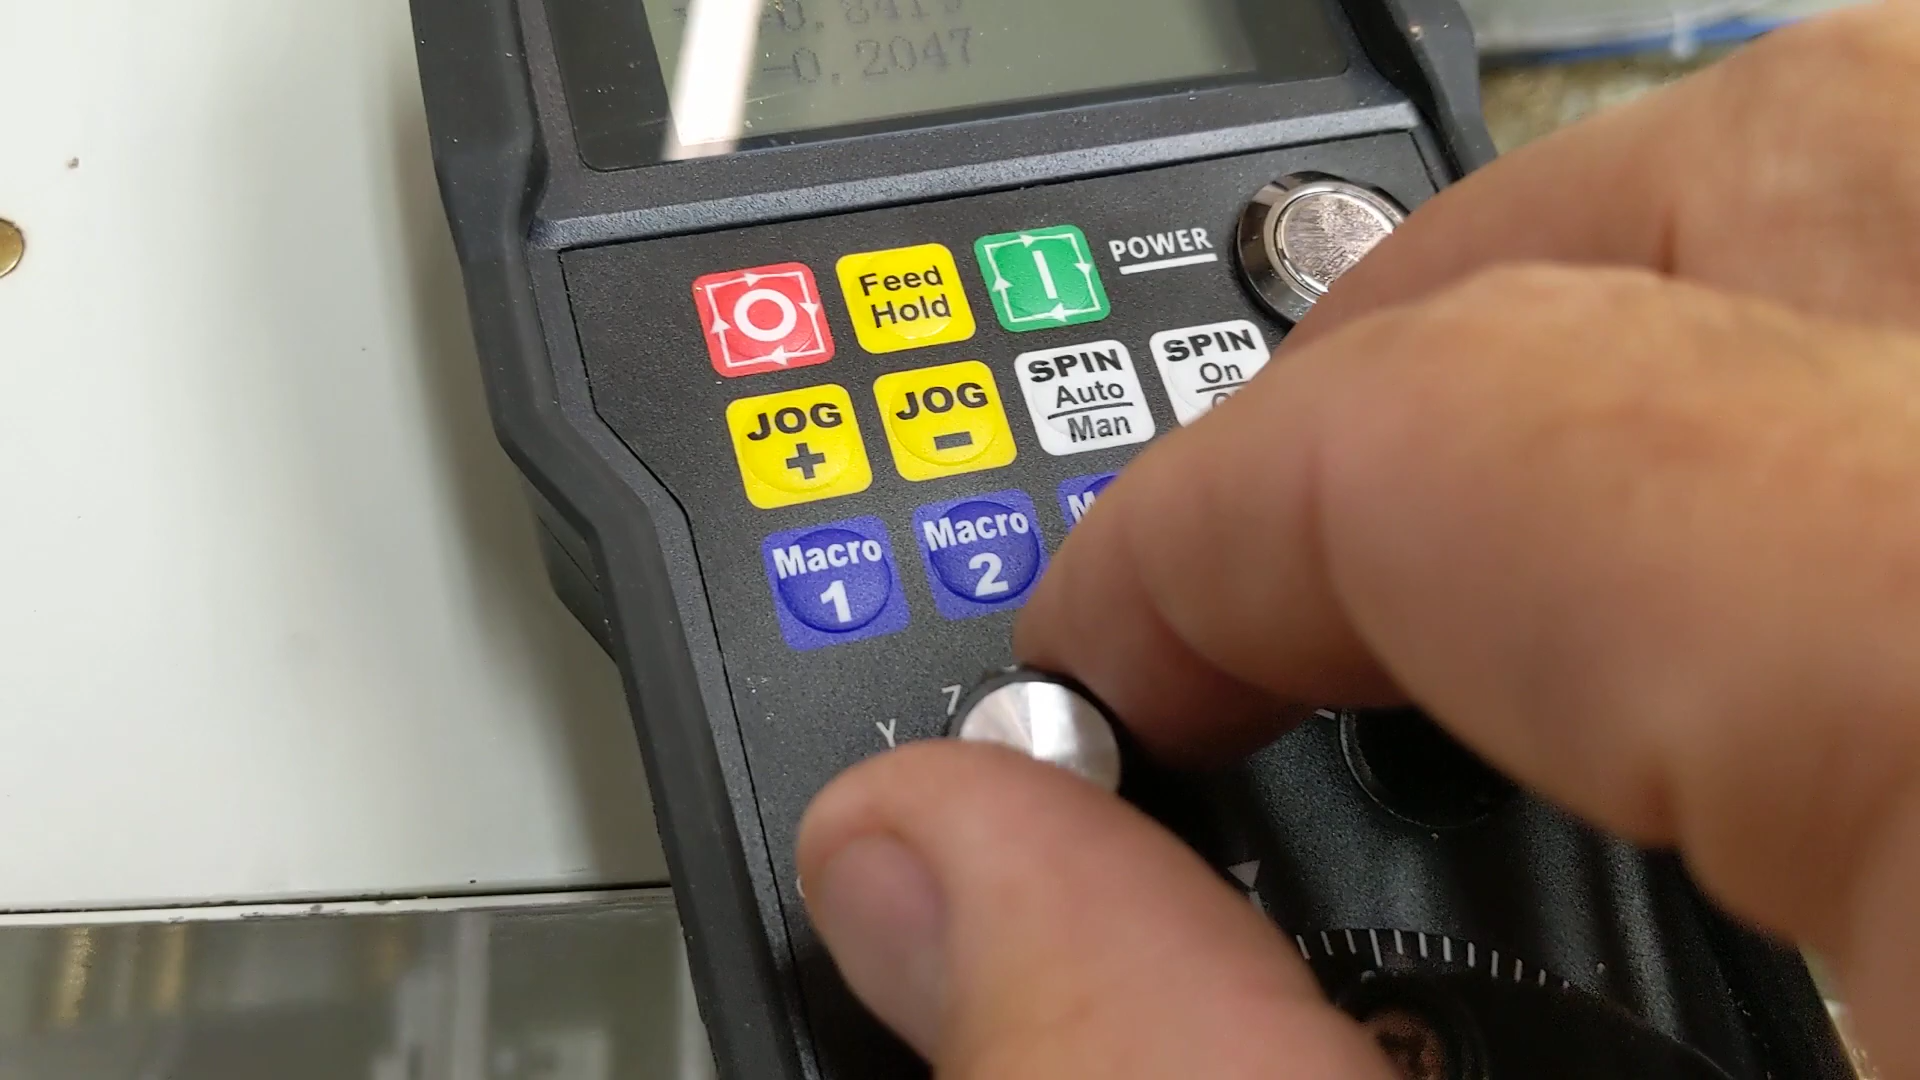 -0.2047
POWER
Feed
Hold
JOG
+
JOG
-
SPIN
Auto
Man
SPIN
On
Macro
1
Macro
2
Y
Z